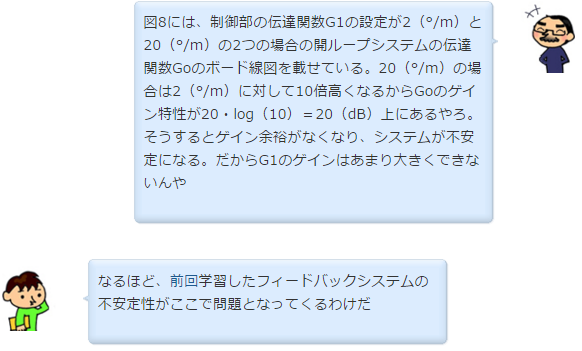 図8には、制御部の伝達関数G1の設定が2（°/m）と
20（°/m）の2つの場合の開ループシステムの伝達
関数Goのボード線図を載せている。20（°/m）の場
合は2（°/m）に対して10倍高くなるからGoのゲイ
ン特性が20・log（10）＝20（dB）上にあるやろ。
そうするとゲイン余裕がなくなり、システムが不安
定になる。だからG1のゲインはあまり大きくできな
いんや
なるほど、前回学習したフィードバックシステムの
不安定性がここで問題となってくるわけだ